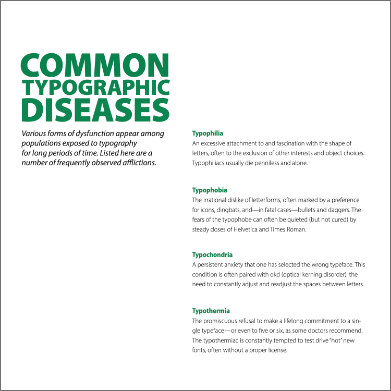 COMMON
TYPOGRAPHIC
DISEASES
Various forms of dysfunction appear among
populations exposed to typography
for long periods of time. Listed here are a
number of frequently observed afflictions.
Typophilia
An excessive attachment to and fascination with the shape of
letters, often to the exclusion of other interests and object choices.
Typophiliacs usually die penniless and alone.
Typophobia
The irrational dislike of letterforms, often marked by a preference
for icons, dingbats, and—in fatal cases—bullets and daggers. The
fears of the typophobe can often be quieted (but not cured) by
steady doses of Helvetica and Times Roman.
Typochondria
A persistent anxiety that one has selected the wrong typeface. This
condition is often paired with okd (optical kerning disorder), the
need to constantly adjust and readjust the spaces between letters.
Typothermia
The promiscuous refusal to make a lifelong commitment to a sin-
gle typeface—or even to five or six, as some doctors recommend.
The typothermiac is constantly tempted to test drive "hot" new
fonts, often without a proper license.